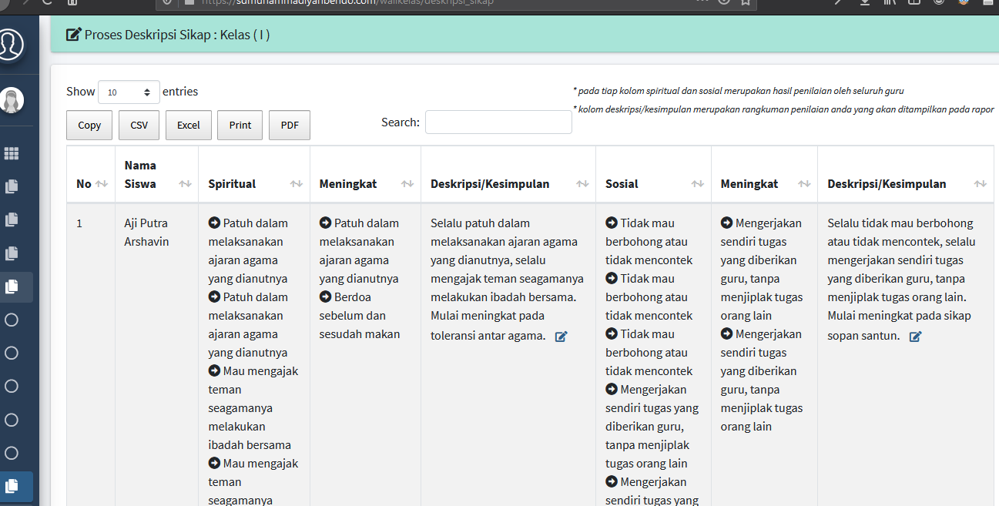 https://sdmuhammadiyahbendo.com/walikelas/deskripsi_sikap
Proses Deskripsi Sikap : Kelas ( I )
Show 10 entries
* pada tiap kolom spiritual dan sosial merupakan hasil penilaian oleh seluruh guru
* kolom deskripsi/kesimpulan merupakan rangkuman penilaian anda yang akan ditampilkan pada rapor
Copy CSV Excel Print PDF
Search:
No
Nama
Siswa
Spiritual
Meningkat
Deskripsi/Kesimpulan
Sosial
Meningkat
Deskripsi/Kesimpulan
1
Aji Putra
Arshavin
Patuh dalam
melaksanakan
ajaran agama
yang dianutnya
Patuh dalam
melaksanakan
ajaran agama
yang dianutnya
Mau mengajak
teman
seagamanya
melakukan
ibadah bersama
Mau mengajak
teman
seagamanya
Patuh dalam
melaksanakan
ajaran agama
yang dianutnya
Berdoa
sebelum dan
sesudah makan
Selalu patuh dalam
melaksanakan ajaran agama
yang dianutnya, selalu
mengajak teman seagamanya
melakukan ibadah bersama.
Mulai meningkat pada
toleransi antar agama.
Tidak mau
berbohong atau
tidak mencontek
Tidak mau
berbohong atau
tidak mencontek
Tidak mau
berbohong atau
tidak mencontek
Mengerjakan
sendiri tugas yang
diberikan guru,
tanpa menjiplak
tugas orang lain
Mengerjakan
sendiri tugas yang
Mengerjakan
sendiri tugas
yang diberikan
guru, tanpa
menjiplak tugas
orang lain
Mengerjakan
sendiri tugas
yang diberikan
guru, tanpa
menjiplak tugas
orang lain
Selalu tidak mau berbohong
atau tidak mencontek, selalu
mengerjakan sendiri tugas
yang diberikan guru, tanpa
menjiplak tugas orang lain.
Mulai meningkat pada sikap
sopan santun.